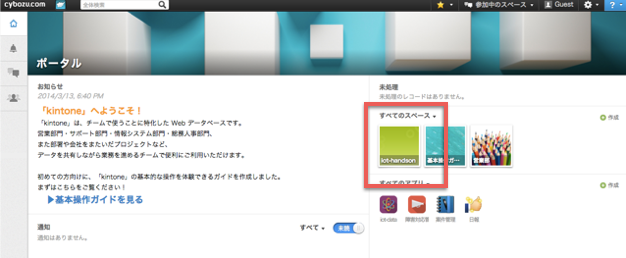 cybozu.com
全体検索
参加中のスペース
Guest
ポータル
お知らせ
2014/3/13, 6:40 PM
「kintone」へようこそ！
「kintone」は、チームで使うことに特化した Web データベースです。
営業部門・サポート部門・情報システム部門・総務人事部門、
また部署や会社をまたいだプロジェクトなど、
データを共有しながら業務を進めるチームで便利にご利用いただけます。
初めての方向けに、「kintone」の基本的な操作を体験できるガイドを作成しました。
まずはこちらをご覧ください！
▶基本操作ガイドを見る
通知
すべて
未読
通知はありません。
未処理
未処理のレコードはありません。
すべてのスペース
作成
iot-handson
基本操作ガ...
営業部
すべてのアプリ
作成
障害対応表
案件管理
日報